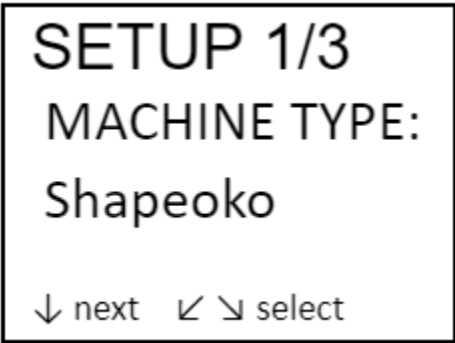 SETUP 1/3
MACHINE TYPE:
Shapeoko
↓ next ↙ ↘ select